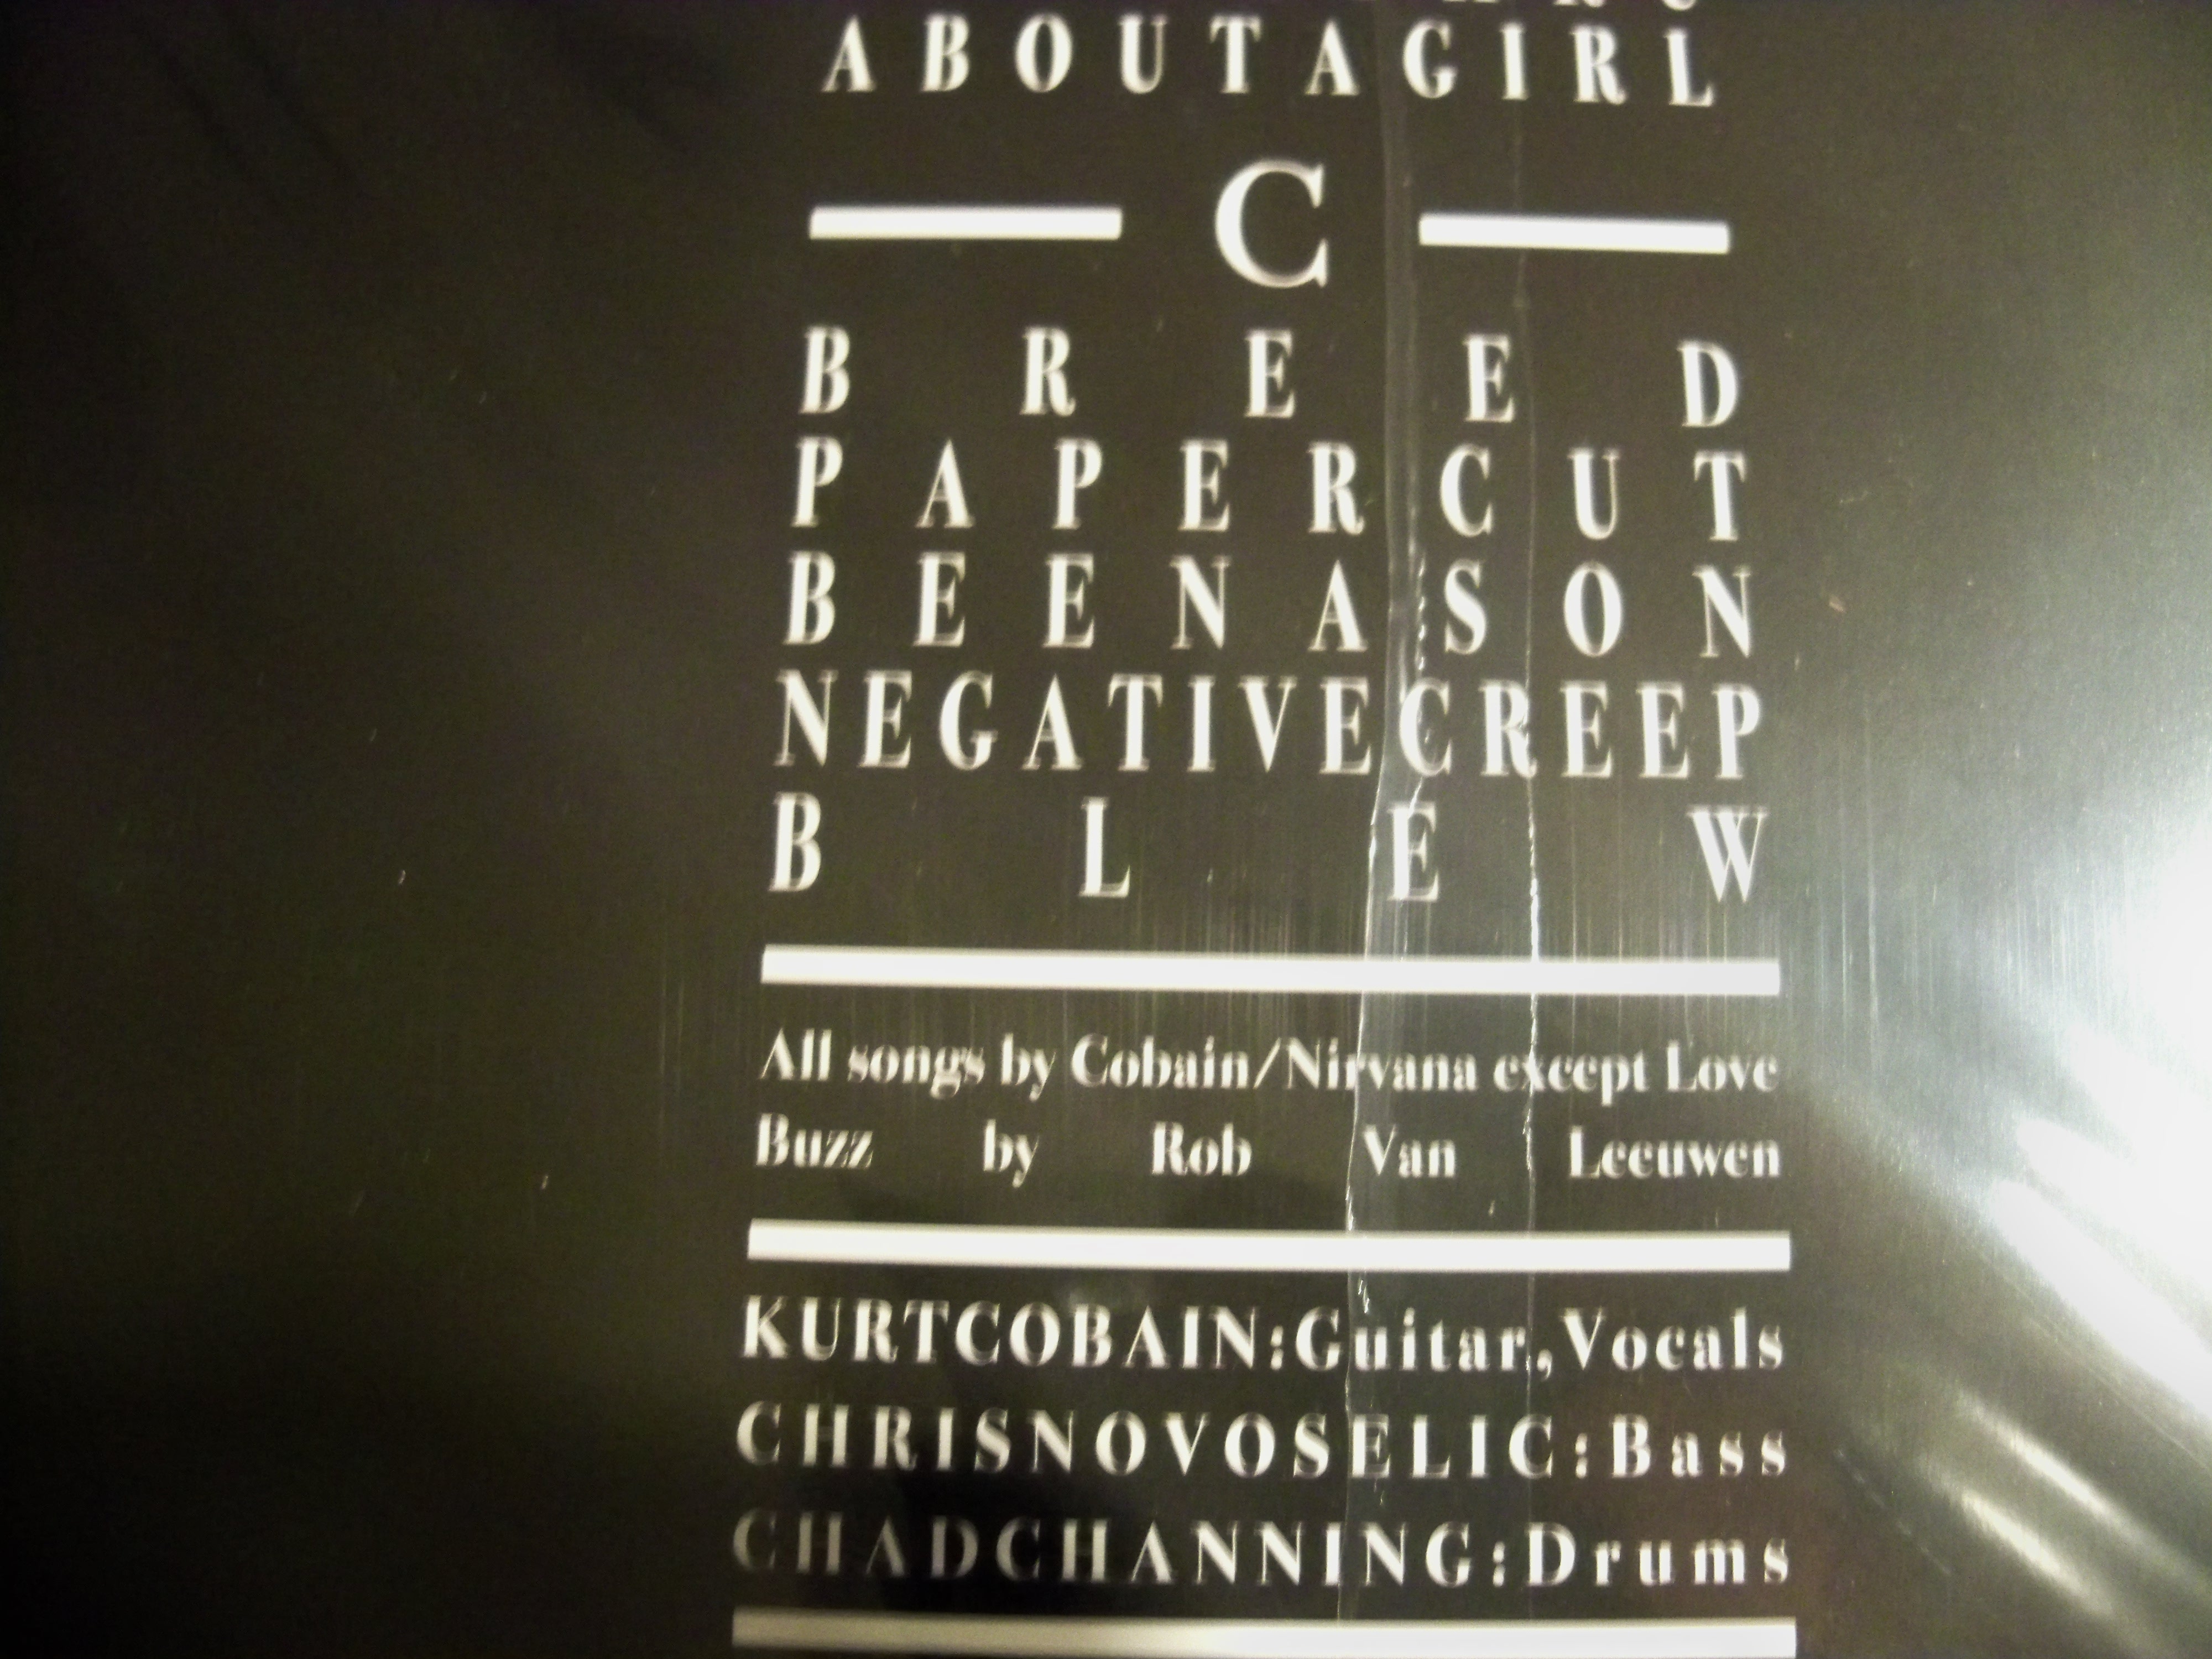 ABOUTAGIRL
C
BREED
PAPERCUT
BEENASON
NEGATIVECREEP
BLEW
All songs by Cobain/Nirvana except Love
Buzz by Rob Van Leeuwen
KURTCOBAIN:Guitar,Vocals
CHRISNOVOSELIC:Bass
CHADCHANNING:Drums